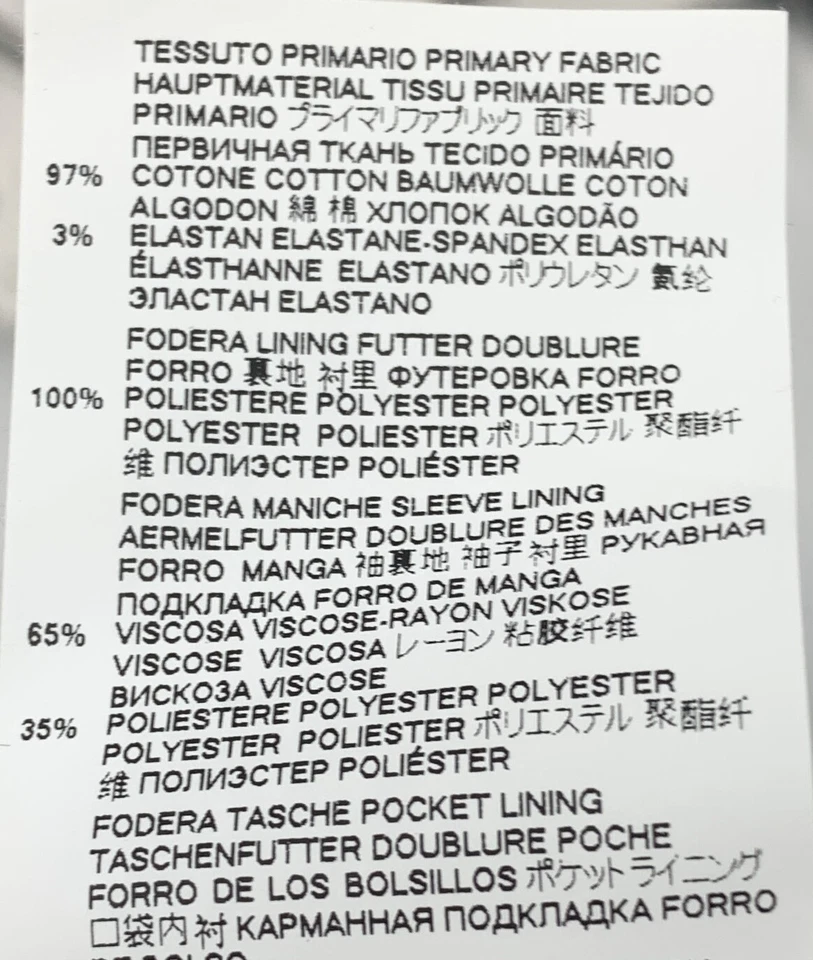 TESSUTO PRIMARIO PRIMARY FABRIC
HAUPTMATERIAL TISSU PRIMAIRE TEJIDO
PRIMARIO プライマリファブリック 面料
ПЕРВИЧНАЯ ТКАНЬ TECIDO PRIMÁRIO
97% COTONE COTTON BAUMWOLLE COTON
ALGODON 綿 棉 ХЛОПОК ALGODÃO
3% ELASTAN ELASTANE-SPANDEX ELASTHAN
ÉLASTHANNE ELASTANO ポリウレタン 氨纶
ЭЛАСТАН ELASTANO
FODERA LINING FUTTER DOUBLURE
FORRO 裏地 衬里 ФУТЕРОВКА FORRO
100% POLIESTERE POLYESTER POLYESTER
POLYESTER POLIESTER ポリエステル 聚酯纤
维 ПОЛИЭСТЕР POLIÉSTER
FODERA MANICHE SLEEVE LINING
AERMELFUTTER DOUBLURE DES MANCHES
FORRO MANGA 袖裏地 袖子 衬里 РУКАВНАЯ
ПОДКЛАДКА FORRO DE MANGA
65% VISCOSA VISCOSE-RAYON VISKOSE
VISCOSE VISCOSA レーヨン 粘胶纤维
ВИСКОЗА VISCOSE
35% POLIESTERE POLYESTER POLYESTER
POLYESTER POLIESTER ポリエステル 聚酯纤
维 ПОЛИЭСТЕР POLIÉSTER
FODERA TASCHE POCKET LINING
TASCHENFUTTER DOUBLURE POCHE
FORRO DE LOS BOLSILLOS ポケットライニング
口袋内衬 КАРМАННАЯ ПОДКЛАДКА FORRO